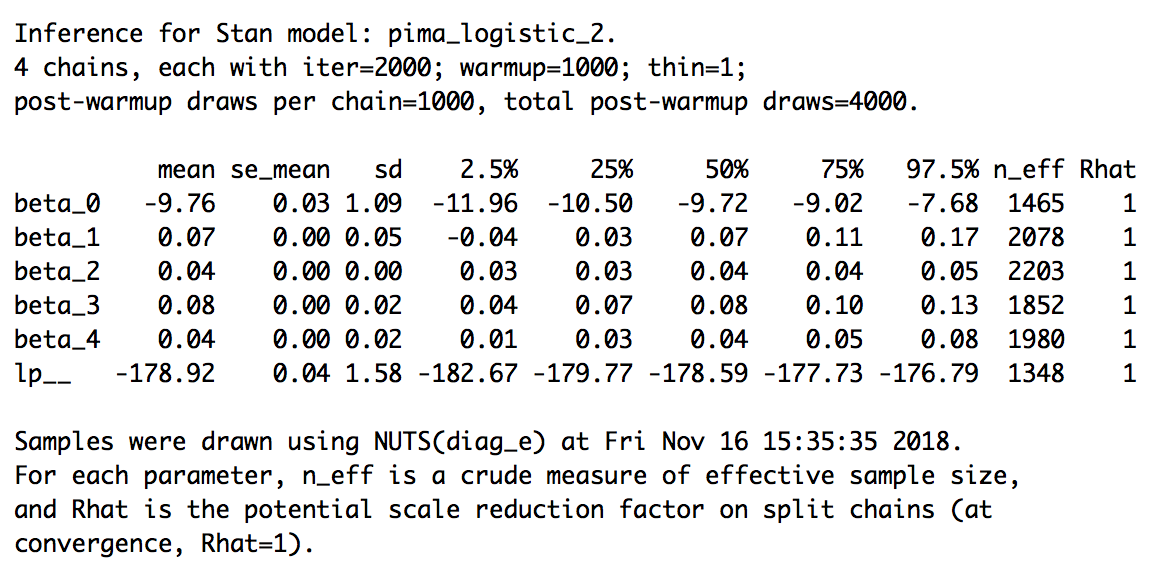 Inference for Stan model: pima_logistic_2.
4 chains, each with iter=2000; warmup=1000; thin=1;
post-warmup draws per chain=1000, total post-warmup draws=4000.

           mean se_mean   sd    2.5%     25%     50%     75%   97.5% n_eff Rhat
beta_0    -9.76    0.03 1.09  -11.96  -10.50   -9.72   -9.02   -7.68  1465    1
beta_1     0.07    0.00 0.05   -0.04    0.03    0.07    0.11    0.17  2078    1
beta_2     0.04    0.00 0.00    0.03    0.03    0.04    0.04    0.05  2203    1
beta_3     0.08    0.00 0.02    0.04    0.07    0.08    0.10    0.13  1852    1
beta_4     0.04    0.00 0.02    0.01    0.03    0.04    0.05    0.08  1980    1
lp__    -178.92    0.04 1.58 -182.67 -179.77 -178.59 -177.73 -176.79  1348    1

Samples were drawn using NUTS(diag_e) at Fri Nov 16 15:35:35 2018.
For each parameter, n_eff is a crude measure of effective sample size,
and Rhat is the potential scale reduction factor on split chains (at
convergence, Rhat=1).